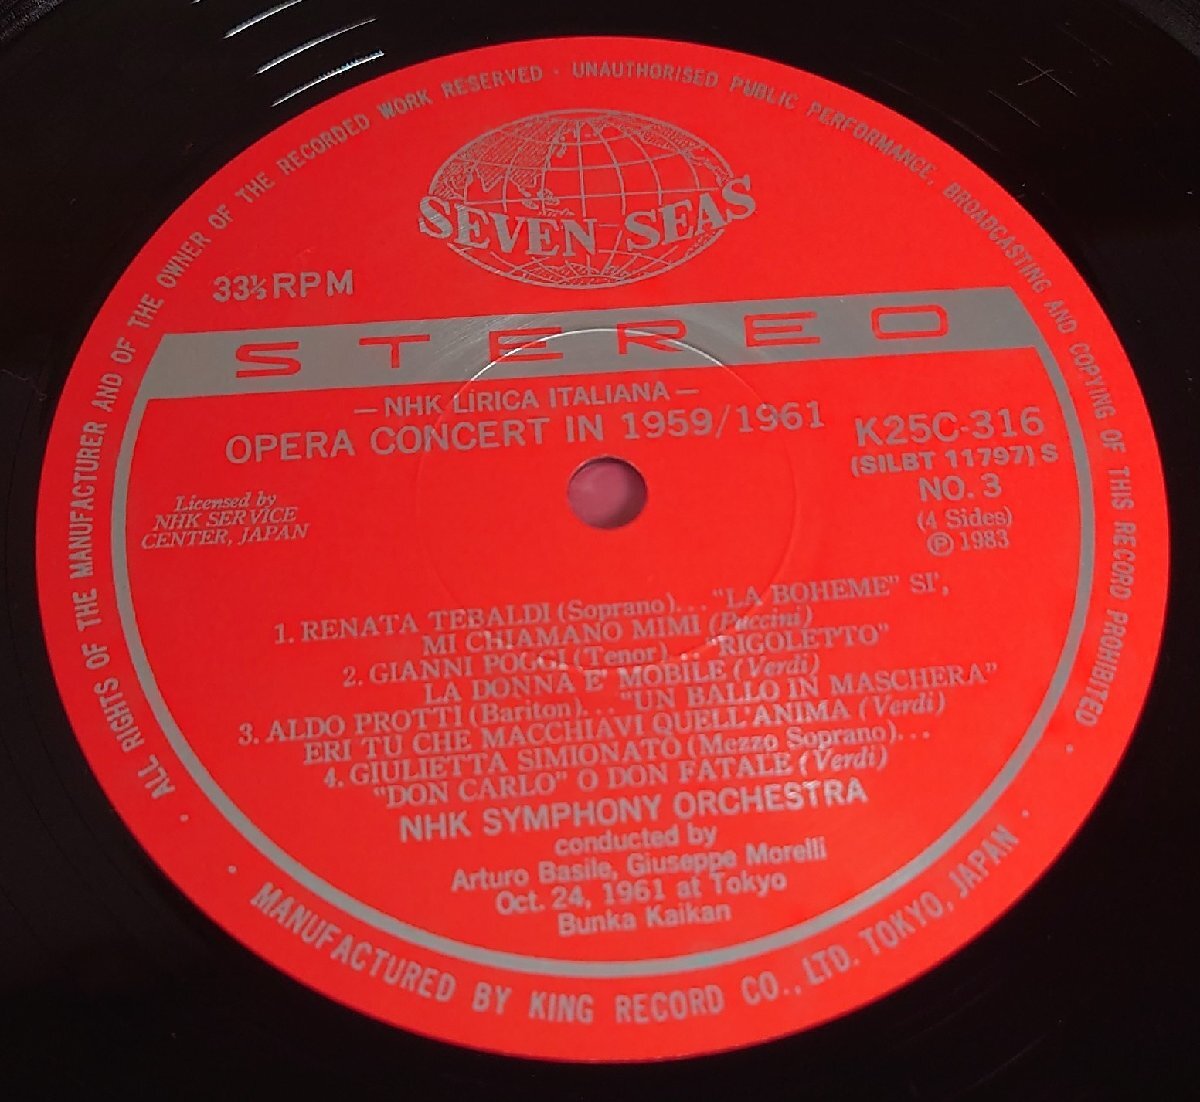 ALL RIGHTS OF THE MANUFACTURER AND OF THE OWNER OF THE RECORDED WORK RESERVED · UNAUTHORISED PUBLIC PERFORMANCE, BROADCASTING AND COPYING OF THIS RECORD PROHIBITED ·
SEVEN SEAS
33⅓ RPM
STEREO
— NHK LIRICA ITALIANA —
OPERA CONCERT IN 1959/1961
K25C-316
(SILBT 11797) S
NO. 3
(4 Sides)
℗ 1983
Licensed by
NHK SERVICE
CENTER, JAPAN
1. RENATA TEBALDI (Soprano)... "LA BOHEME" SI',
MI CHIAMANO MIMI (Puccini)
2. GIANNI POGGI (Tenor)... "RIGOLETTO"
LA DONNA E' MOBILE (Verdi)
3. ALDO PROTTI (Bariton)... "UN BALLO IN MASCHERA"
ERI TU CHE MACCHIAVI QUELL'ANIMA (Verdi)
4. GIULIETTA SIMIONATO (Mezzo Soprano)...
"DON CARLO" O DON FATALE (Verdi)
NHK SYMPHONY ORCHESTRA
conducted by
Arturo Basile, Giuseppe Morelli
Oct. 24, 1961 at Tokyo
Bunka Kaikan
· MANUFACTURED BY KING RECORD CO., LTD. TOKYO, JAPAN ·